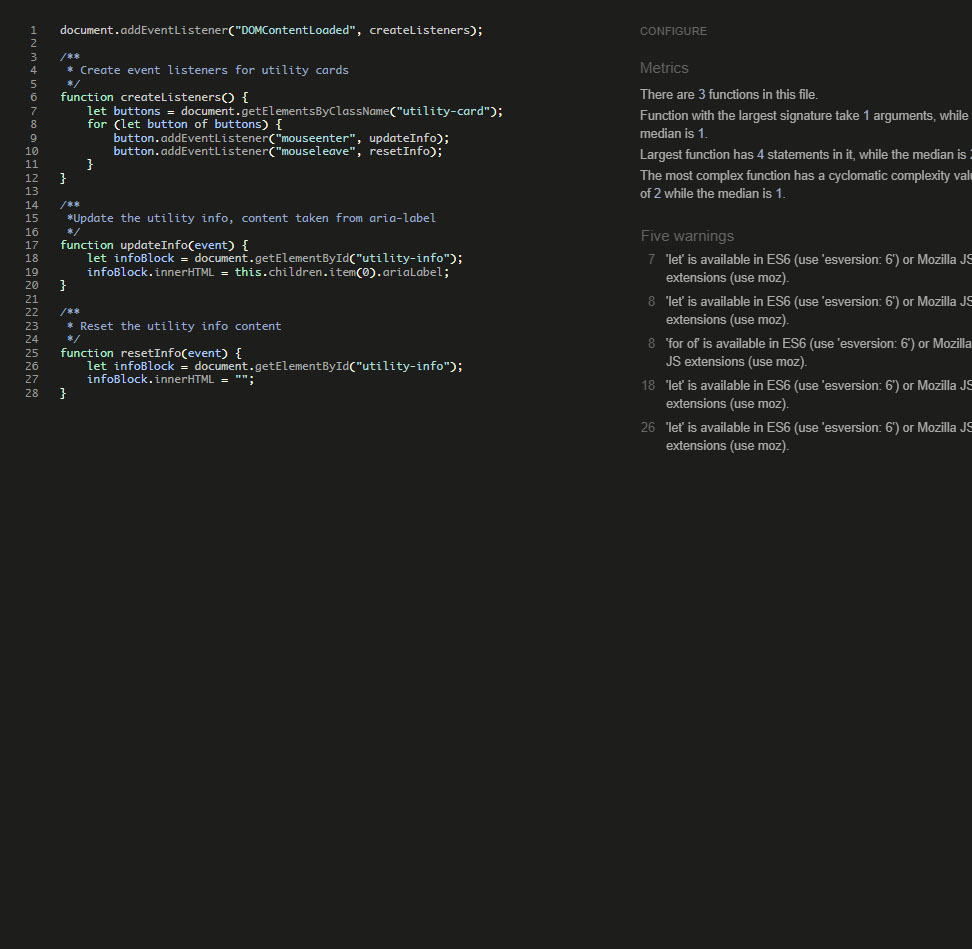 1 document.addEventListener("DOMContentLoaded", createListeners);
2
3 /**
4  * Create event listeners for utility cards
5  */
6 function createListeners() {
7     let buttons = document.getElementsByClassName("utility-card");
8     for (let button of buttons) {
9         button.addEventListener("mouseenter", updateInfo);
10         button.addEventListener("mouseleave", resetInfo);
11     }
12 }
13
14 /**
15  *Update the utility info, content taken from aria-label
16  */
17 function updateInfo(event) {
18     let infoBlock = document.getElementById("utility-info");
19     infoBlock.innerHTML = this.children.item(0).ariaLabel;
20 }
21
22 /**
23  * Reset the utility info content
24  */
25 function resetInfo(event) {
26     let infoBlock = document.getElementById("utility-info");
27     infoBlock.innerHTML = "";
28 }
CONFIGURE
Metrics
There are 3 functions in this file.
Function with the largest signature take 1 arguments, while
median is 1.
Largest function has 4 statements in it, while the median is
The most complex function has a cyclomatic complexity valu
of 2 while the median is 1.
Five warnings
7 'let' is available in ES6 (use 'esversion: 6') or Mozilla JS
extensions (use moz).
8 'let' is available in ES6 (use 'esversion: 6') or Mozilla JS
extensions (use moz).
8 'for of' is available in ES6 (use 'esversion: 6') or Mozilla
JS extensions (use moz).
18 'let' is available in ES6 (use 'esversion: 6') or Mozilla JS
extensions (use moz).
26 'let' is available in ES6 (use 'esversion: 6') or Mozilla JS
extensions (use moz).